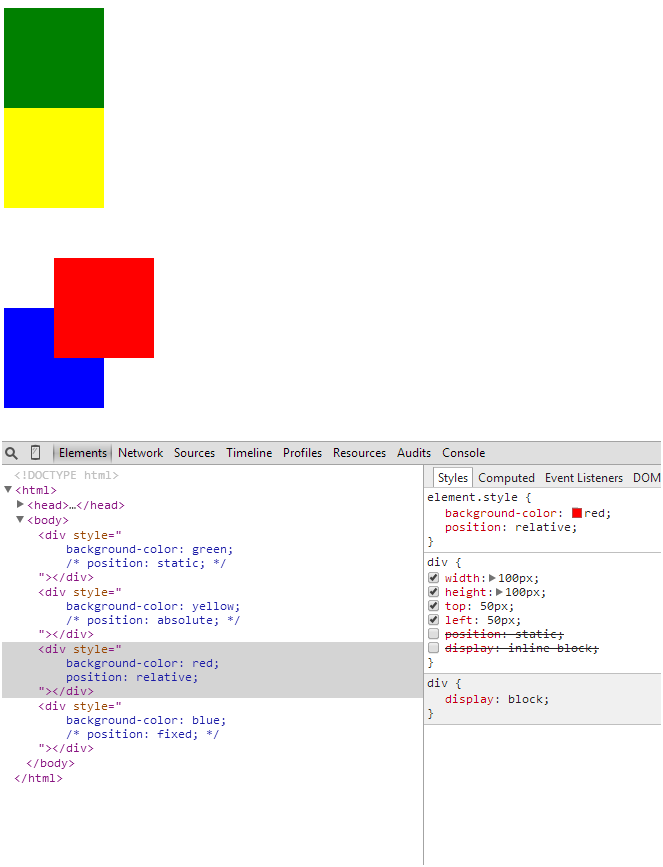 Elements Network Sources Timeline Profiles Resources Audits Console
<!DOCTYPE html>
<html>
<head>…</head>
<body>
<div style="
background-color: green;
/* position: static; */
"></div>
<div style="
background-color: yellow;
/* position: absolute; */
"></div>
<div style="
background-color: red;
position: relative;
"></div>
<div style="
background-color: blue;
/* position: fixed; */
"></div>
</body>
</html>
Styles Computed Event Listeners DOM
element.style {
background-color: red;
position: relative;
}
div {
width: 100px;
height: 100px;
top: 50px;
left: 50px;
position: static;
display: inline-block;
}
div {
display: block;
}